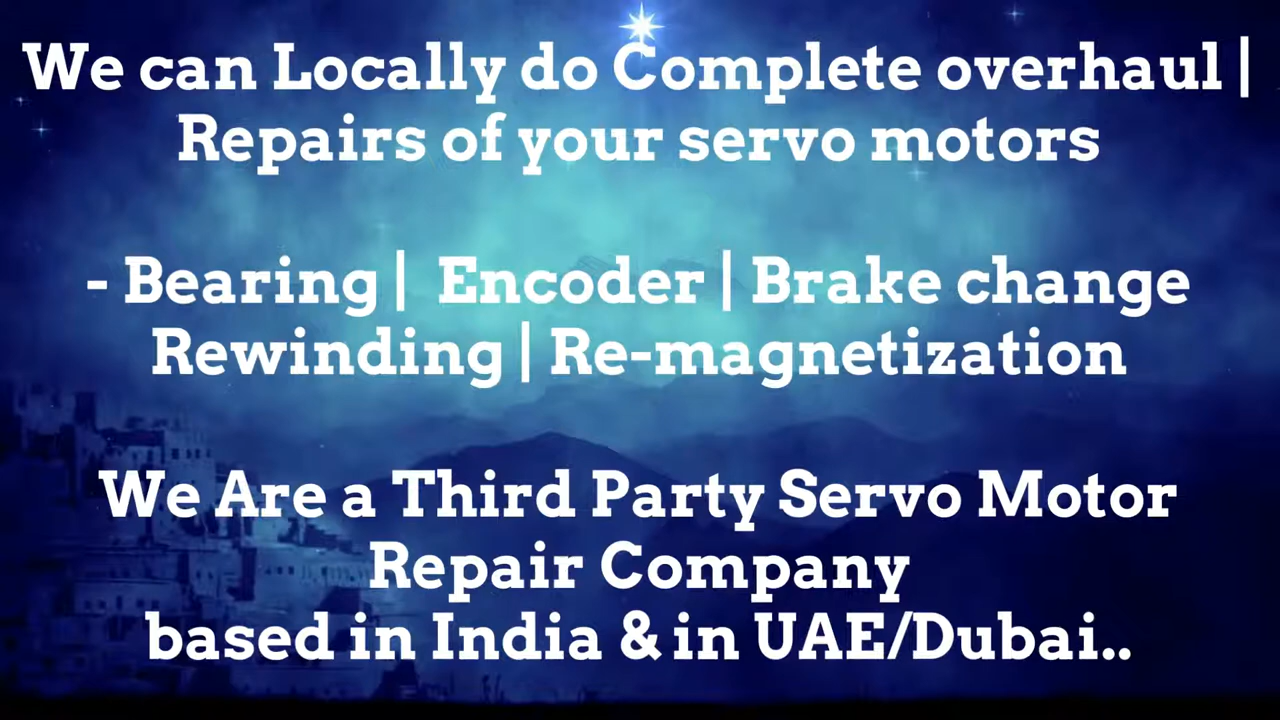 We can Locally do Complete overhaul |
Repairs of your servo motors
- Bearing |  Encoder | Brake change
Rewinding | Re-magnetization
We Are a Third Party Servo Motor
Repair Company
based in India & in UAE/Dubai..